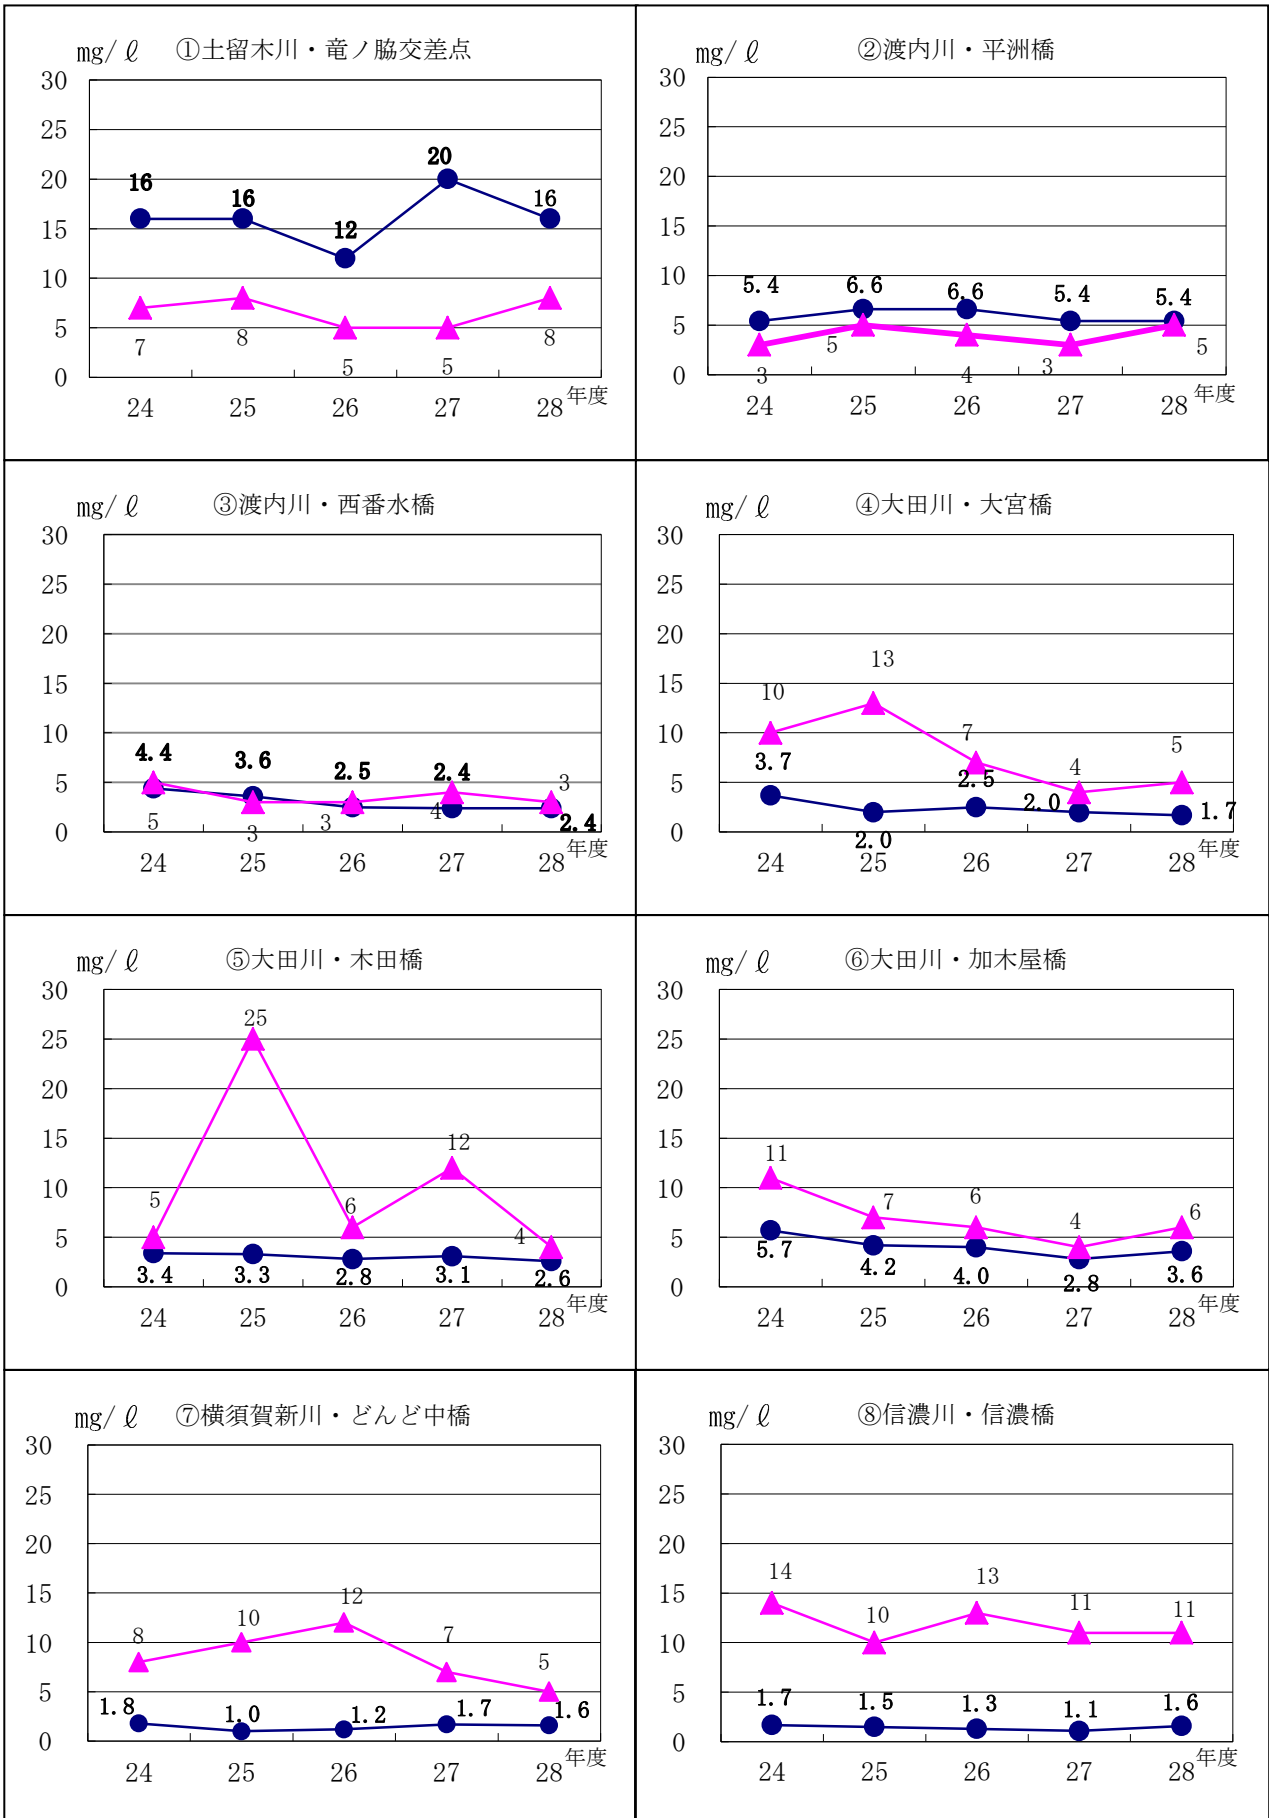 mg/ℓ ①土留木川・竜ノ脇交差点
30
25
20
15
10
5
0
16 16 12 20 16
7 8 5 5 8
24 25 26 27 28 年度
mg/ℓ ②渡内川・平洲橋
30
25
20
15
10
5
0
5.4 6.6 6.6 5.4 5.4
3 5 4 3 5
24 25 26 27 28 年度
mg/ℓ ③渡内川・西番水橋
30
25
20
15
10
5
0
4.4 3.6 2.5 2.4 2.4
5 3 3 4 3
24 25 26 27 28 年度
mg/ℓ ④大田川・大宮橋
30
25
20
15
10
5
0
10 13 7 4 5
3.7 2.0 2.5 2.0 1.7
24 25 26 27 28 年度
mg/ℓ ⑤大田川・木田橋
30
25
20
15
10
5
0
5 25 6 12 4
3.4 3.3 2.8 3.1 2.6
24 25 26 27 28 年度
mg/ℓ ⑥大田川・加木屋橋
30
25
20
15
10
5
0
11 7 6 4 6
5.7 4.2 4.0 2.8 3.6
24 25 26 27 28 年度
mg/ℓ ⑦横須賀新川・どんど中橋
30
25
20
15
10
5
0
8 10 12 7 5
1.8 1.0 1.2 1.7 1.6
24 25 26 27 28 年度
mg/ℓ ⑧信濃川・信濃橋
30
25
20
15
10
5
0
14 10 13 11 11
1.7 1.5 1.3 1.1 1.6
24 25 26 27 28 年度